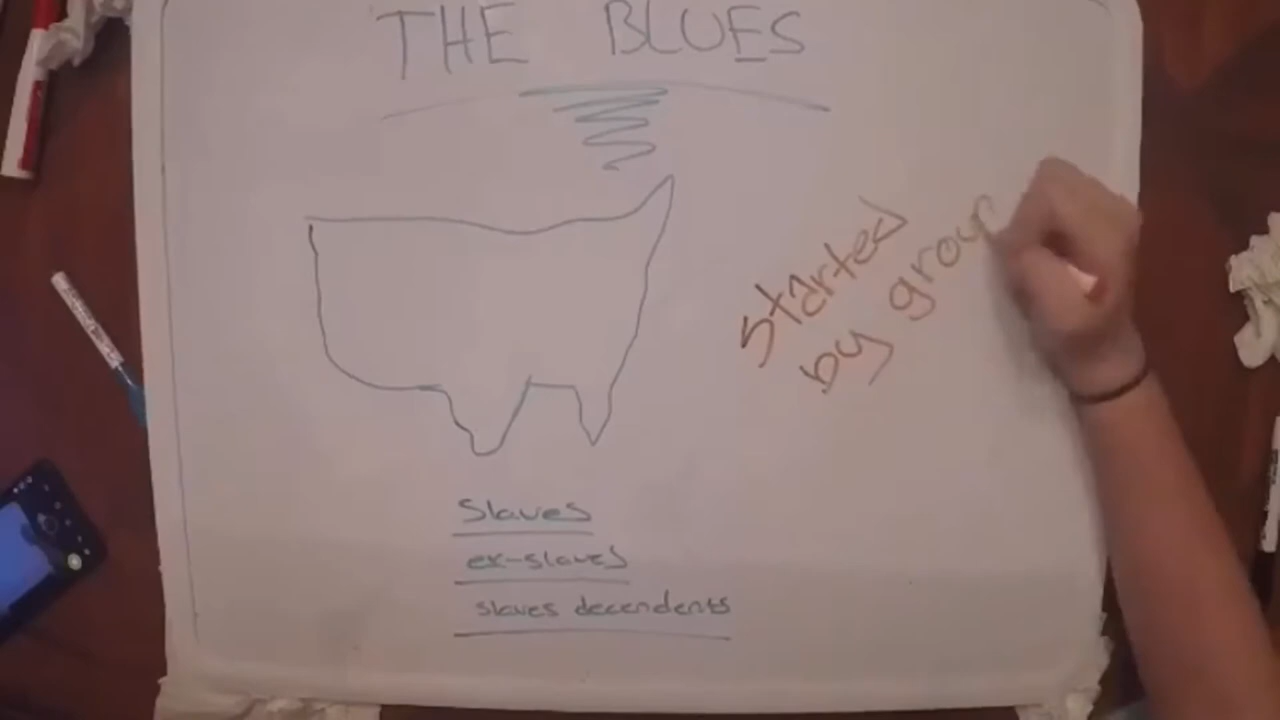 THE BLUES
started
by group
Slaves
ex-slaves
slaves decendents